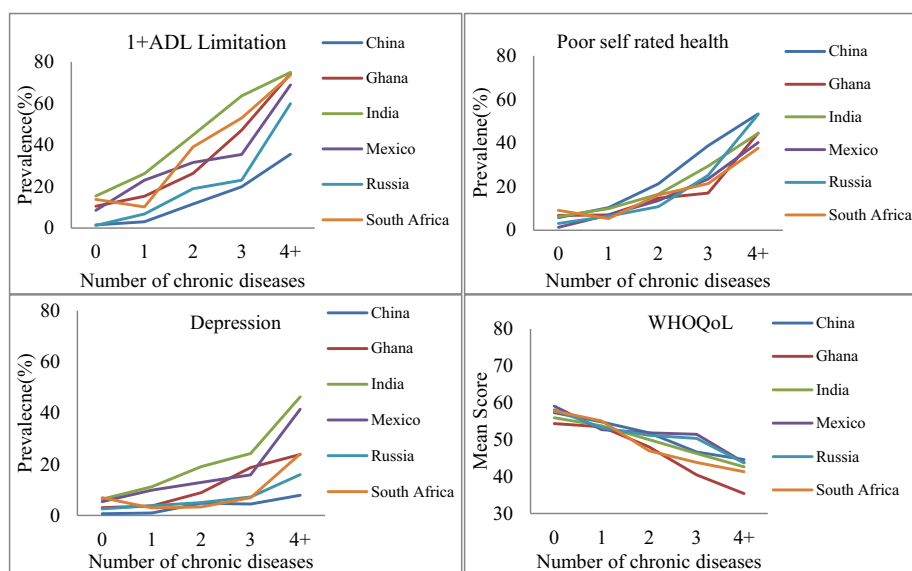 1+ADL Limitation
Prevalence(%)
80
60
40
20
0
0 1 2 3 4+
Number of chronic diseases
China
Ghana
India
Mexico
Russia
South Africa
Poor self rated health
Prevalene(%)
80
60
40
20
0
0 1 2 3 4+
Number of chronic diseases
China
Ghana
India
Mexico
Russia
South Africa
Depression
Prevalecne(%)
80
60
40
20
0
0 1 2 3 4+
Number of chronic diseases
China
Ghana
India
Mexico
Russia
South Africa
WHOQoL
Mean Score
80
70
60
50
40
30
0 1 2 3 4+
Number of chronic diseases
China
Ghana
India
Mexico
Russia
South Africa